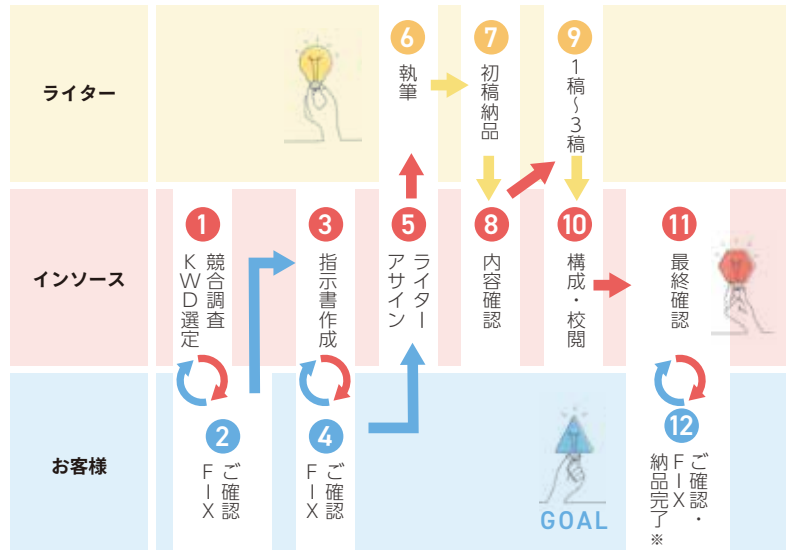 ライター
6
執筆
7
初稿納品
9
1稿～3稿
インソース
1
競合調査
KWD選定
3
指示書作成
5
ライター
アサイン
8
内容確認
10
構成・校閲
11
最終確認
お客様
2
ご確認
FIX
4
ご確認
FIX
GOAL
12
ご確認・
FIX
納品完了※